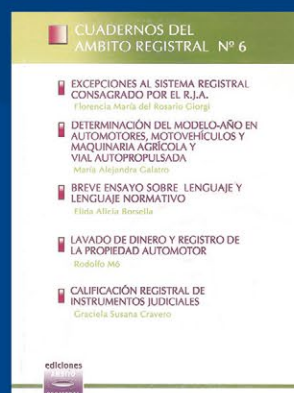 CUADERNOS DEL
AMBITO REGISTRAL Nº 6
EXCEPCIONES AL SISTEMA REGISTRAL
CONSAGRADO POR EL R.J.A.
Florencia María del Rosario Giorgi
DETERMINACIÓN DEL MODELO-AÑO EN
AUTOMOTORES, MOTOVEHÍCULOS Y
MAQUINARIA AGRÍCOLA Y
VIAL AUTOPROPULSADA
María Alejandra Galatro
BREVE ENSAYO SOBRE LENGUAJE Y
LENGUAJE NORMATIVO
Alicia Borsella
LAVADO DE DINERO Y REGISTRO DE
LA PROPIEDAD AUTOMOTOR
Rodolfo
CALIFICACIÓN REGISTRAL DE
INSTRUMENTOS JUDICIALES
Graciela Susana Cravero
ediciones